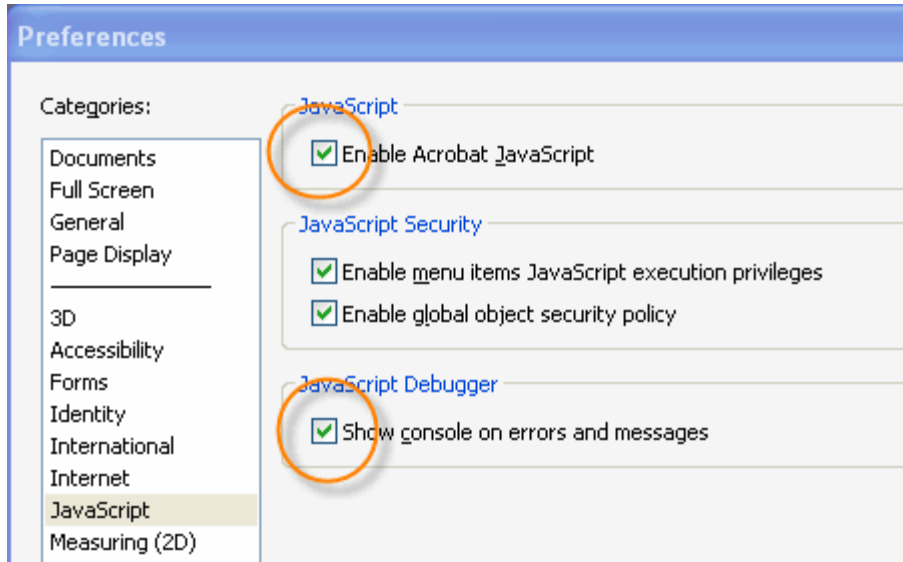 Preferences
Categories:
Documents
Full Screen
General
Page Display
3D
Accessibility
Forms
Identity
International
Internet
JavaScript
Measuring (2D)
JavaScript
Enable Acrobat JavaScript
JavaScript Security
Enable menu items JavaScript execution privileges
Enable global object security policy
JavaScript Debugger
Show console on errors and messages